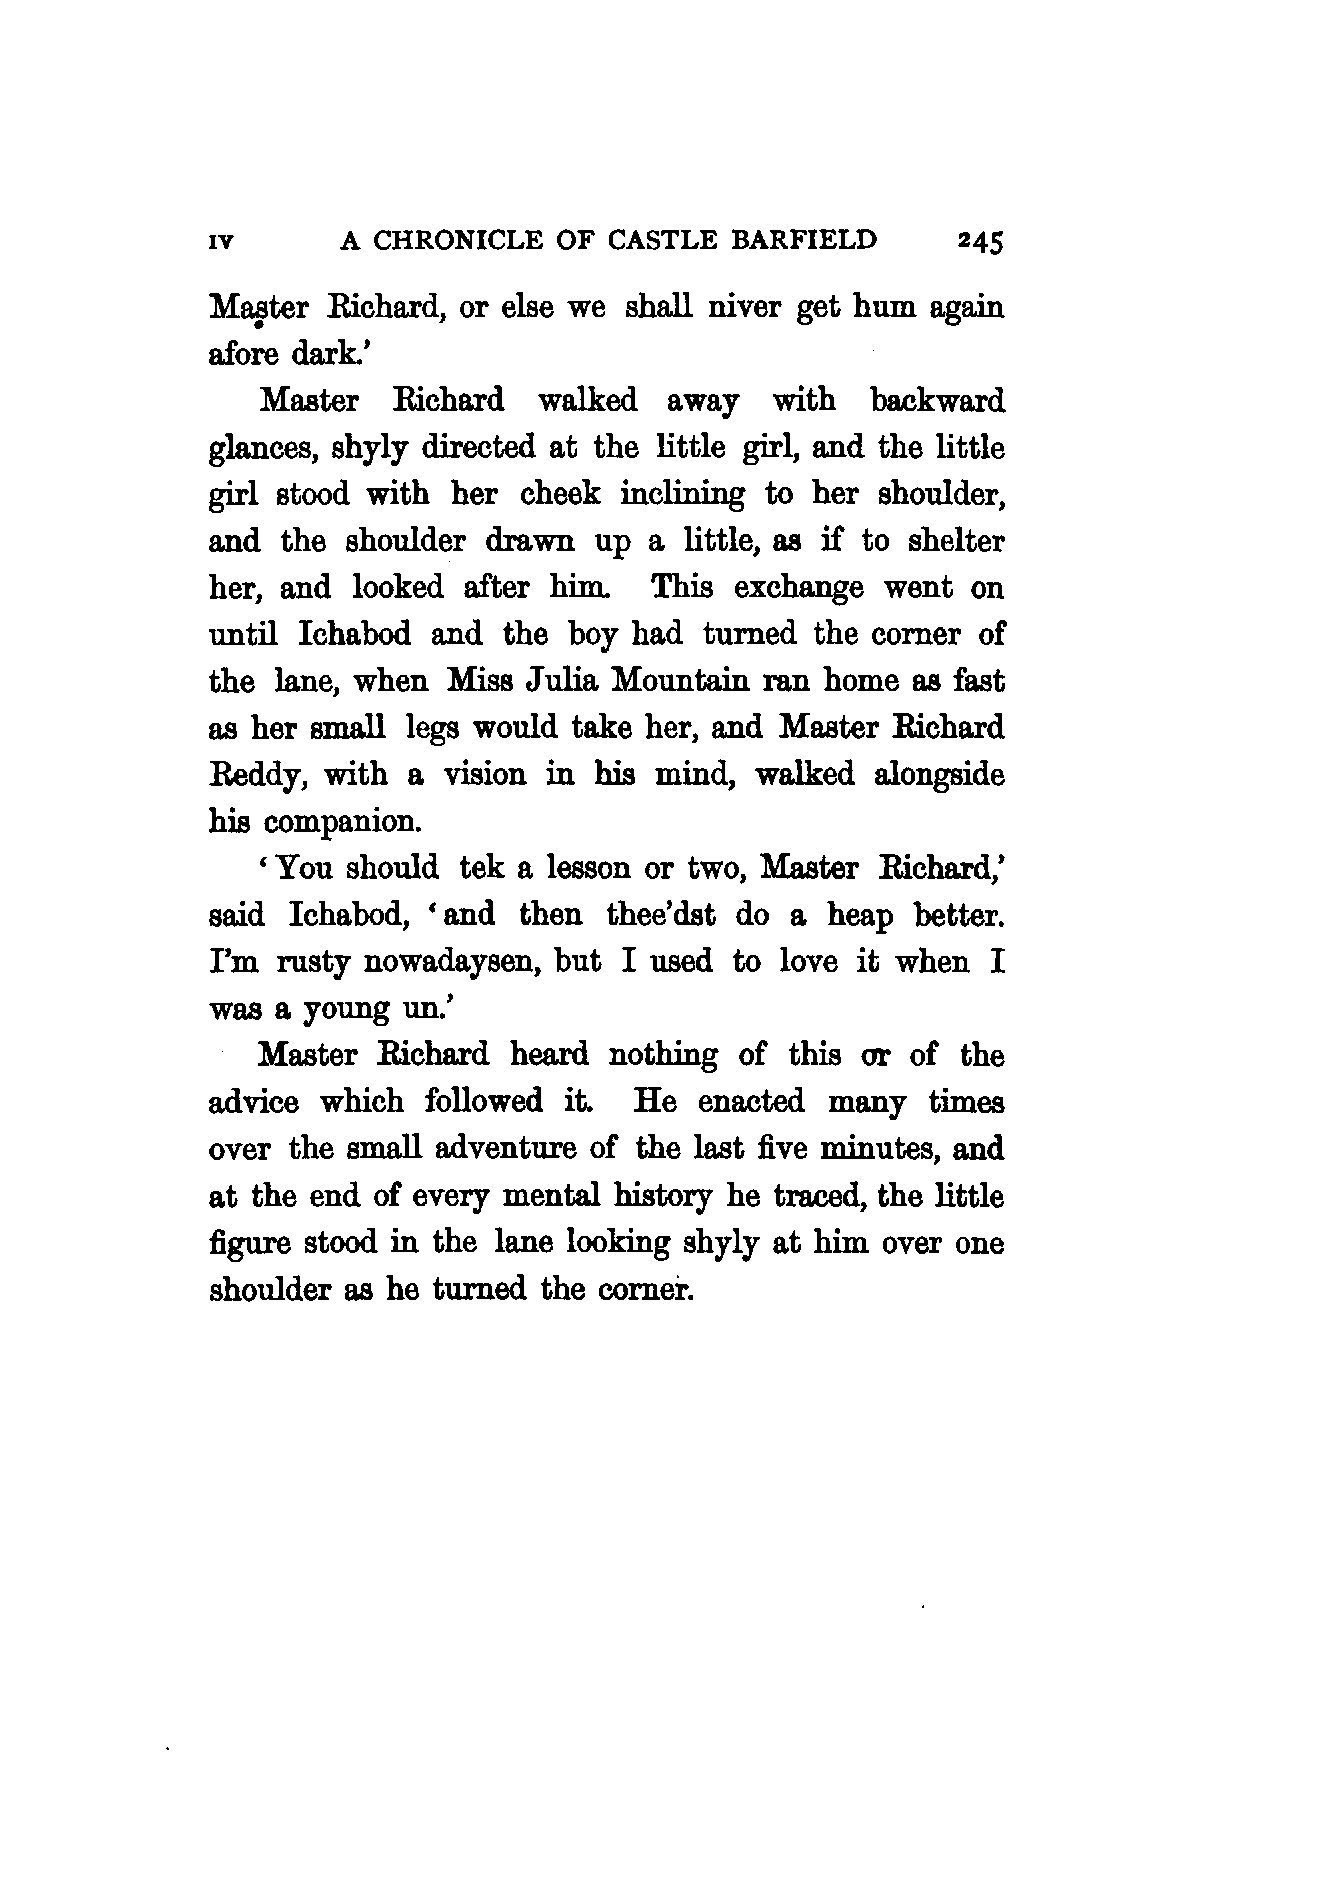 IV A CHRONICLE OF CASTLE BARFIELD 245
Master Richard, or else we shall niver get hum again
afore dark.’
Master Richard walked away with backward
glances, shyly directed at the little girl, and the little
girl stood with her cheek inclining to her shoulder,
and the shoulder drawn up a little, as if to shelter
her, and looked after him. This exchange went on
until Ichabod and the boy had turned the corner of
the lane, when Miss Julia Mountain ran home as fast
as her small legs would take her, and Master Richard
Reddy, with a vision in his mind, walked alongside
his companion.
‘You should tek a lesson or two, Master Richard,’
said Ichabod, ‘and then thee’dst do a heap better.
I’m rusty nowadaysen, but I used to love it when I
was a young un.’
Master Richard heard nothing of this or of the
advice which followed it. He enacted many times
over the small adventure of the last five minutes, and
at the end of every mental history he traced, the little
figure stood in the lane looking shyly at him over one
shoulder as he turned the corner.